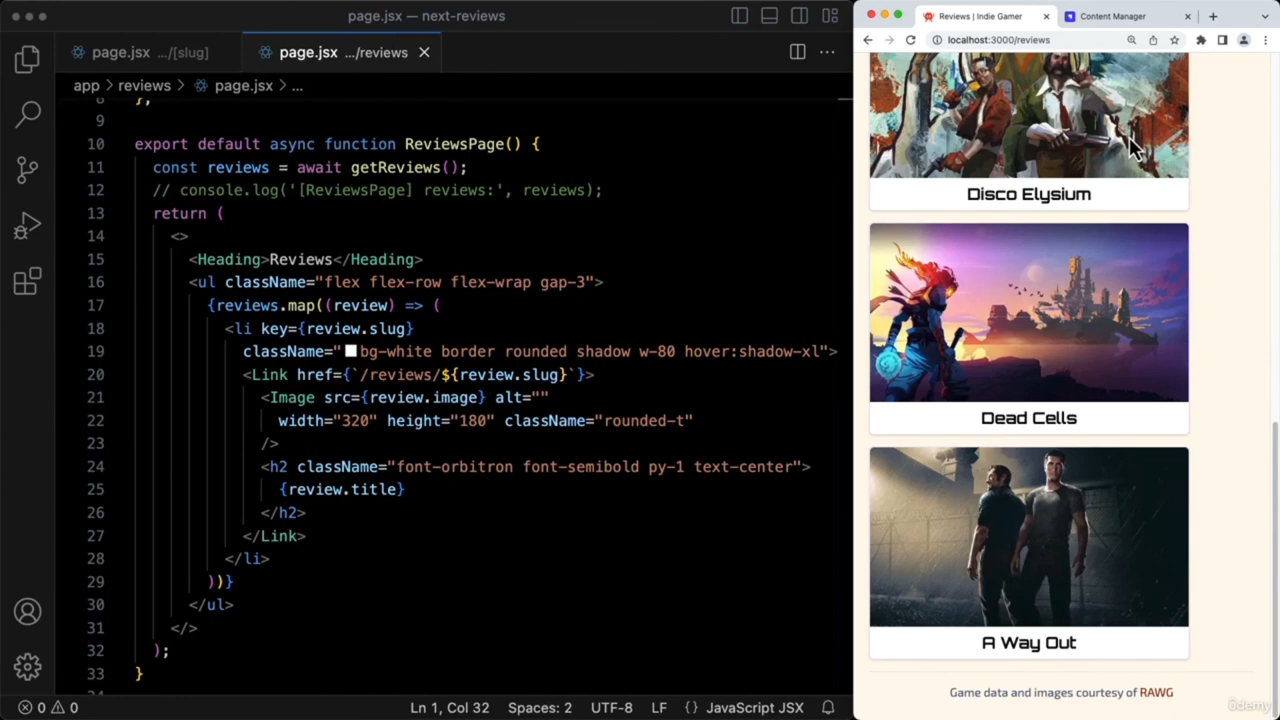 page.jsx — next-reviews
page.jsx .../[slug]
page.jsx .../reviews
app > reviews > page.jsx > ...
8 };
9
10 export default async function ReviewsPage() {
11 const reviews = await getReviews();
12 // console.log('[ReviewsPage] reviews:', reviews);
13 return (
14 <>
15 <Heading>Reviews</Heading>
16 <ul className="flex flex-row flex-wrap gap-3">
17 {reviews.map((review) => (
18 <li key={review.slug}
19 className="bg-white border rounded shadow w-80 hover:shadow-xl">
20 <Link href={`/reviews/${review.slug}`}>
21 <Image src={review.image} alt=""
22 width="320" height="180" className="rounded-t"
23 />
24 <h2 className="font-orbitron font-semibold py-1 text-center">
25 {review.title}
26 </h2>
27 </Link>
28 </li>
29 ))}
30 </ul>
31 </>
32 );
33 }
0 0
Ln 1, Col 32 Spaces: 2 UTF-8 LF {} JavaScript JSX
Reviews | Indie Gamer
Content Manager
localhost:3000/reviews
Disco Elysium
Dead Cells
A Way Out
Game data and images courtesy of RAWG
ûdemy